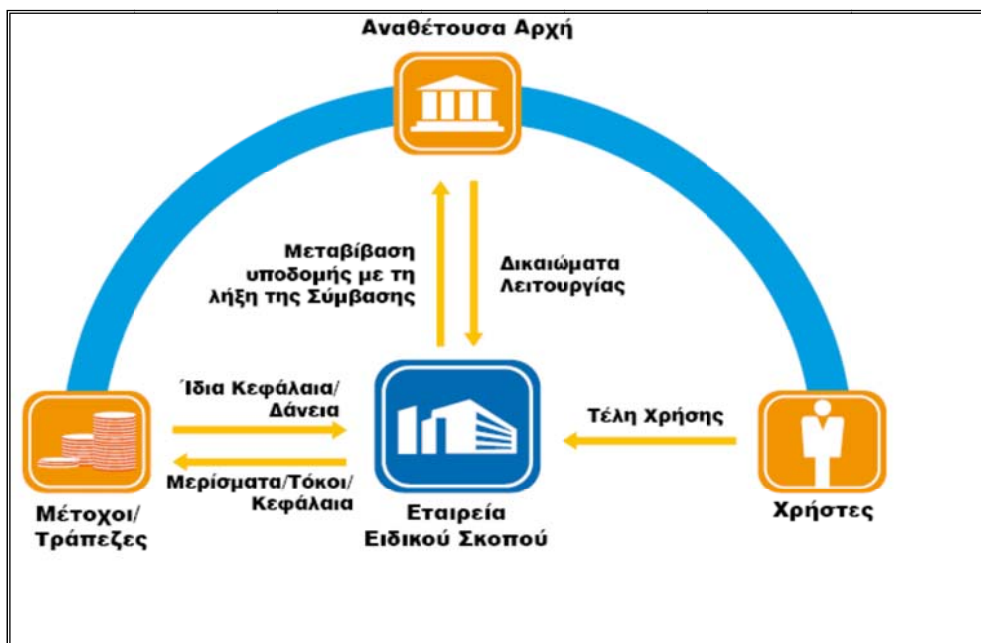 Αναθέτουσα Αρχή
Μεταβίβαση
υποδομής με τη
λήξη της Σύμβασης
Δικαιώματα
Λειτουργίας
Ίδια Κεφάλαια/
Δάνεια
Μερίσματα/Τόκοι/
Κεφάλαια
Τέλη Χρήσης
Μέτοχοι/
Τράπεζες
Εταιρεία
Ειδικού Σκοπού
Χρήστες